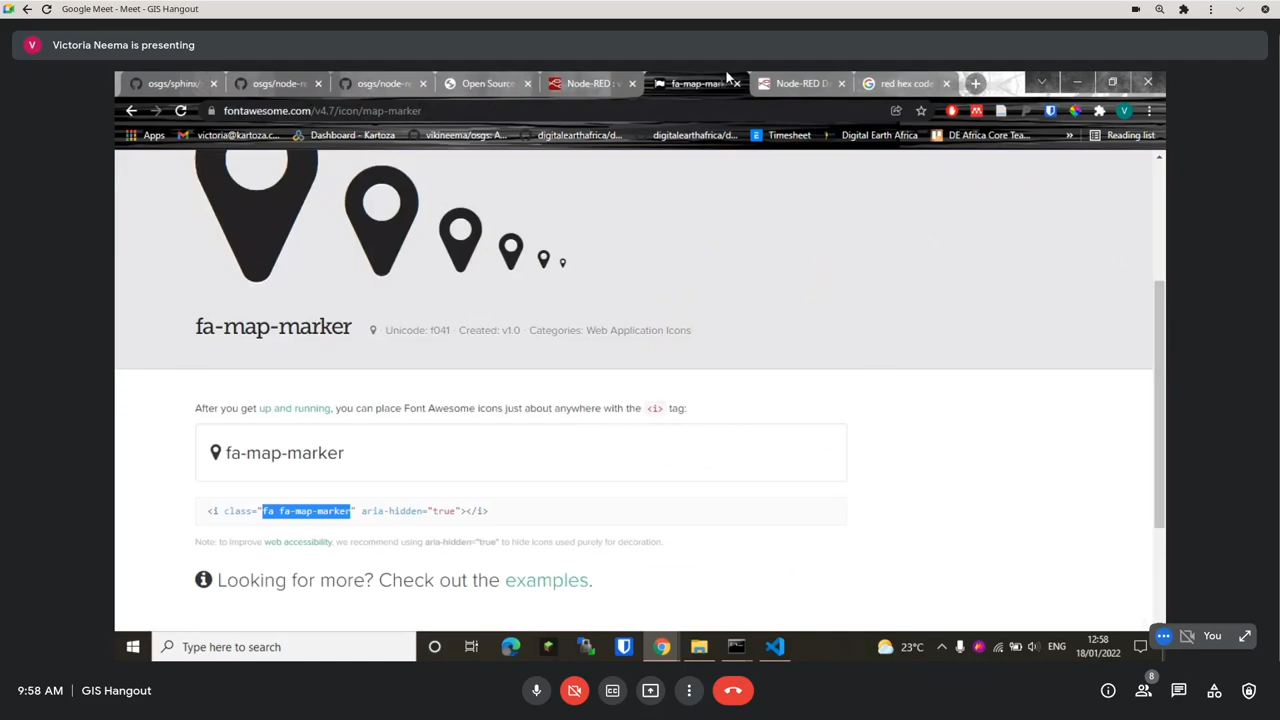 Google Meet - Meet - GIS Hangout
V Victoria Neema is presenting
osgs/sphinx
osgs/node-r
osgs/node-re
Open Source
Node-RED : v
fa-map-mar
Node-RED D
red hex code
fontawesome.com/v4.7/icon/map-marker
V
Apps
victoria@kartoza.c...
Dashboard - Kartoza
vikineema/osgs: A...
digitalearthafrica/d...
digitalearthafrica/d...
Timesheet
Digital Earth Africa
DE Africa Core Tea...
»
Reading list
fa-map-marker
· Unicode: f041 · Created: v1.0 · Categories: Web Application Icons
After you get up and running, you can place Font Awesome icons just about anywhere with the <i> tag:
fa-map-marker
<i class="fa fa-map-marker" aria-hidden="true"></i>
Note: to improve web accessibility, we recommend using aria-hidden="true" to hide icons used purely for decoration.
Looking for more? Check out the examples.
Type here to search
23°C
ENG
12:58
18/01/2022
You
9:58 AM GIS Hangout
8